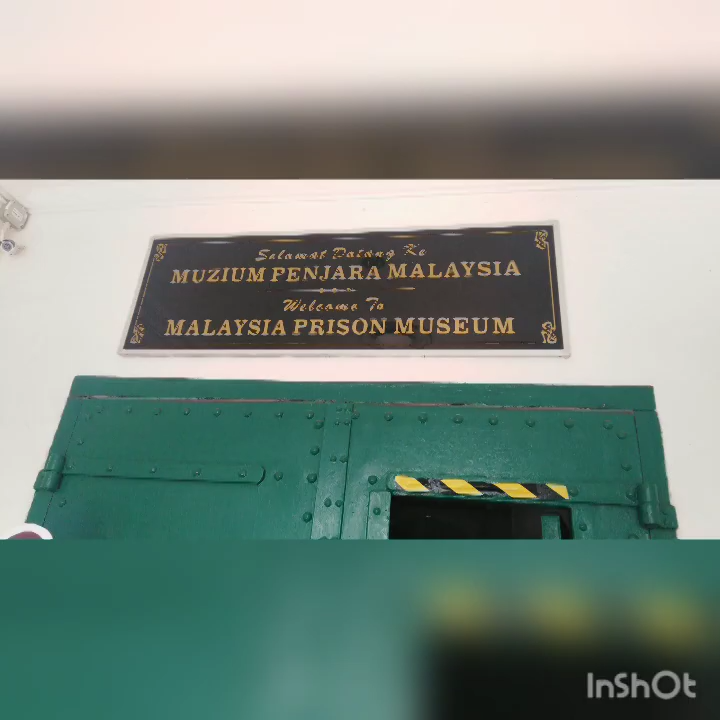 Selamat Datang Ke
MUZIUM PENJARA MALAYSIA
Welcome To
MALAYSIA PRISON MUSEUM
InShOt